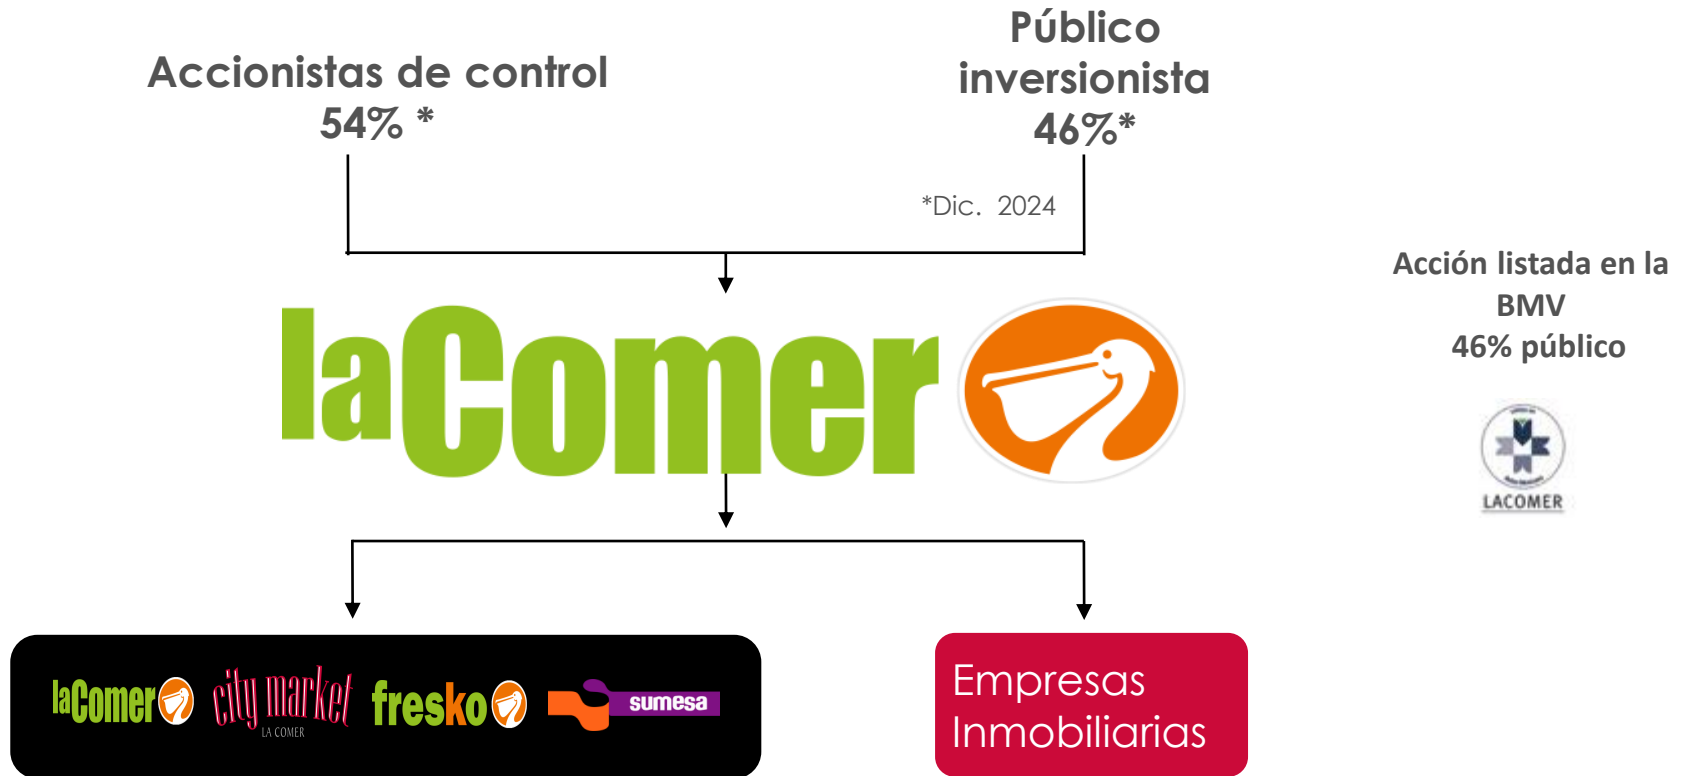 Accionistas de control
54% *
Público
inversionista
46%*
*Dic. 2024
laComer
Acción listada en la
BMV
46% público
LACOMER
laComer
city market
LA COMER
fresko
sumesa
Empresas
Inmobiliarias